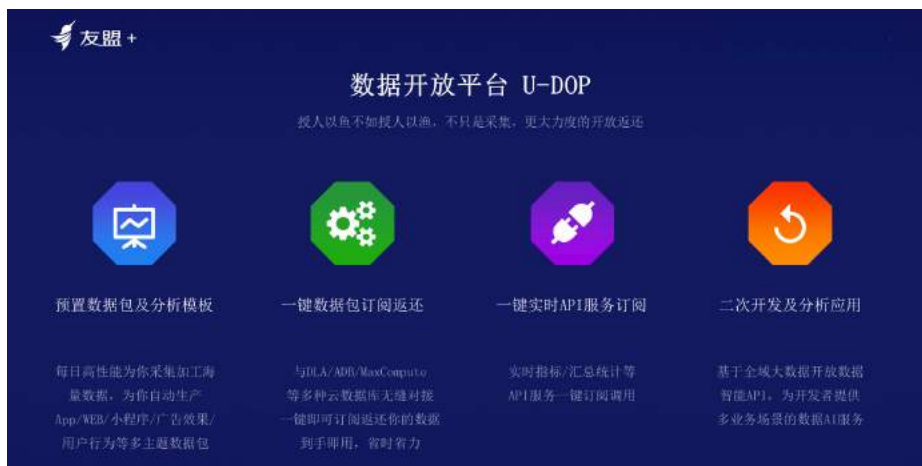 友盟+
数据开放平台 U-DOP
授人以鱼不如授人以渔，不只是采集，更大力度的开放返还
预置数据包及分析模板
每日高性能为你采集加工海
量数据，为你自动生产
App/WEB/小程序/广告效果/
用户行为等多主题数据包
一键数据包订阅返还
与DLA/ADB/MaxCompute
等多种云数据库无缝对接
一键即可订阅返还你的数据
到手即用，省时省力
一键实时API服务订阅
实时指标/汇总统计等
API服务一键订阅调用
二次开发及分析应用
基于全域大数据开放数据
智能API，为开发者提供
多业务场景的数据AI服务